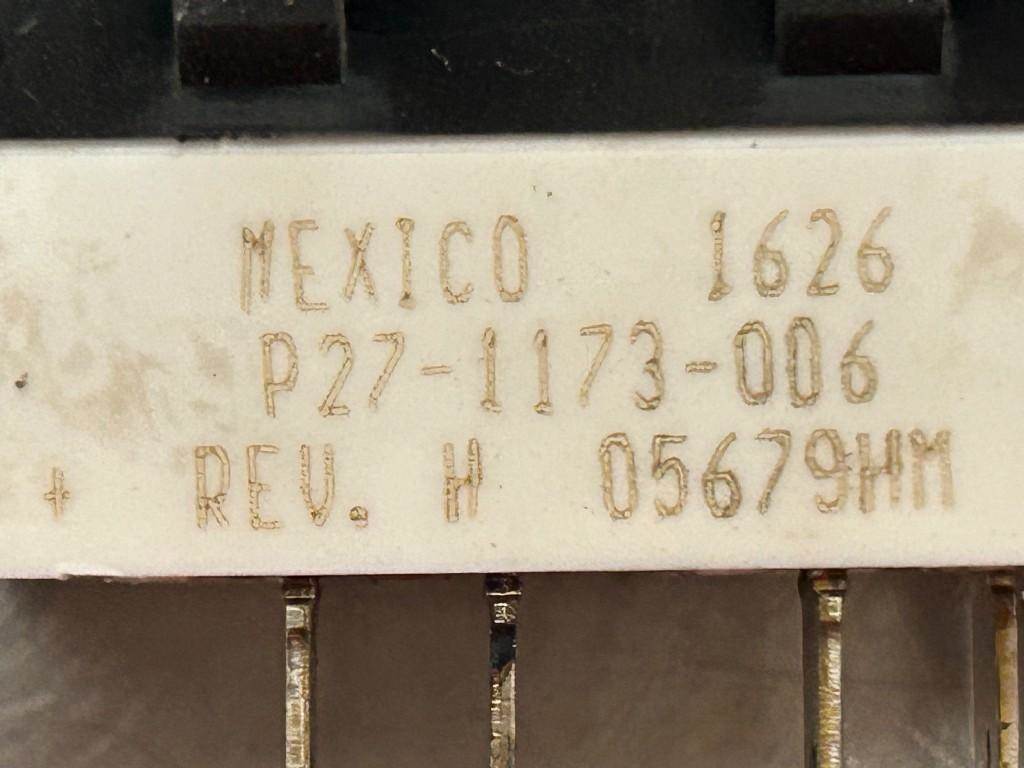 MEXICO 1626
P27-1173-006
+ REV. H 05679HM